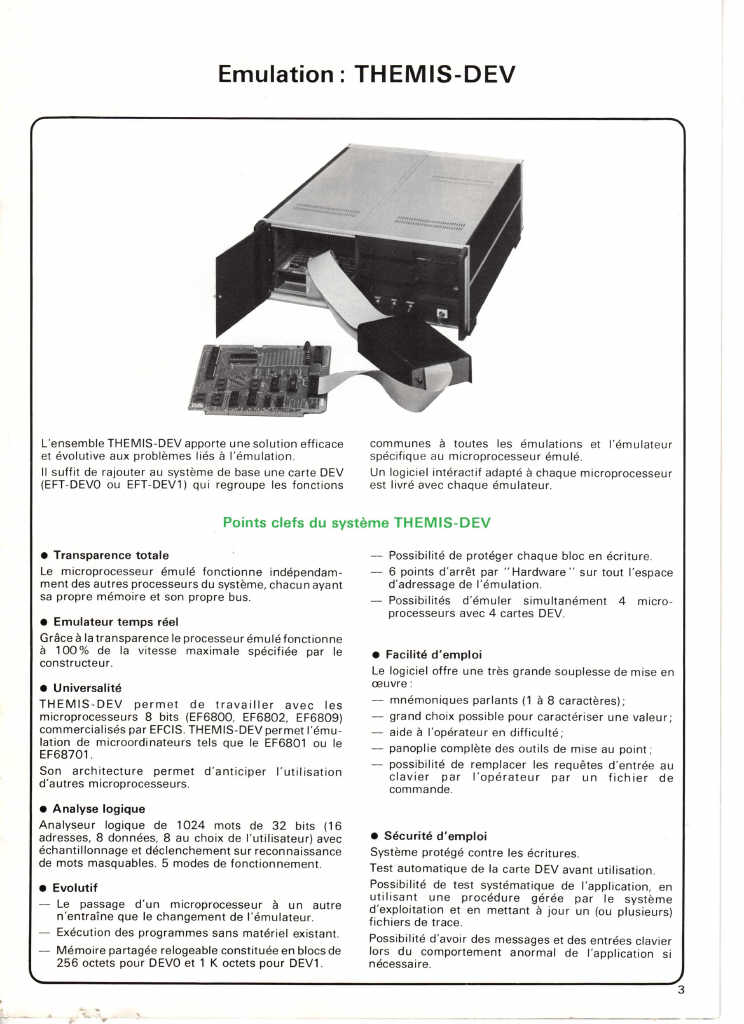 Emulation : THEMIS-DEV
L'ensemble THEMIS-DEV apporte une solution efficace
et évolutive aux problèmes liés à l'émulation.
Il suffit de rajouter au système de base une carte DEV
(EFT-DEV0 ou EFT-DEV1) qui regroupe les fonctions
communes à toutes les émulations et l'émulateur
spécifique au microprocesseur émulé.
Un logiciel intéractif adapté à chaque microprocesseur
est livré avec chaque émulateur.
Points clefs du système THEMIS-DEV
● Transparence totale
Le microprocesseur émulé fonctionne indépendam-
ment des autres processeurs du système, chacun ayant
sa propre mémoire et son propre bus.
● Emulateur temps réel
Grâce à la transparence le processeur émulé fonctionne
à 100% de la vitesse maximale spécifiée par le
constructeur.
● Universalité
THEMIS-DEV permet de travailler avec les
microprocesseurs 8 bits (EF6800, EF6802, EF6809)
commercialisés par EFCIS. THEMIS-DEV permet l'ému-
lation de microordinateurs tels que le EF6801 ou le
EF68701.
Son architecture permet d'anticiper l'utilisation
d'autres microprocesseurs.
● Analyse logique
Analyseur logique de 1024 mots de 32 bits (16
adresses, 8 données, 8 au choix de l'utilisateur) avec
échantillonnage et déclenchement sur reconnaissance
de mots masquables. 5 modes de fonctionnement.
● Evolutif
— Le passage d'un microprocesseur à un autre
n'entraîne que le changement de l'émulateur.
— Exécution des programmes sans matériel existant.
— Mémoire partagée relogeable constituée en blocs de
256 octets pour DEV0 et 1 K octets pour DEV1.
— Possibilité de protéger chaque bloc en écriture.
— 6 points d'arrêt par "Hardware" sur tout l'espace
d'adressage de l'émulation.
— Possibilités d'émuler simultanément 4 micro-
processeurs avec 4 cartes DEV.
● Facilité d'emploi
Le logiciel offre une très grande souplesse de mise en
œuvre :
— mnémoniques parlants (1 à 8 caractères) ;
— grand choix possible pour caractériser une valeur ;
— aide à l'opérateur en difficulté ;
— panoplie complète des outils de mise au point ;
— possibilité de remplacer les requêtes d'entrée au
clavier par l'opérateur par un fichier de
commande.
● Sécurité d'emploi
Système protégé contre les écritures.
Test automatique de la carte DEV avant utilisation.
Possibilité de test systématique de l'application, en
utilisant une procédure gérée par le système
d'exploitation et en mettant à jour un (ou plusieurs)
fichiers de trace.
Possibilité d'avoir des messages et des entrées clavier
lors du comportement anormal de l'application si
nécessaire.
3